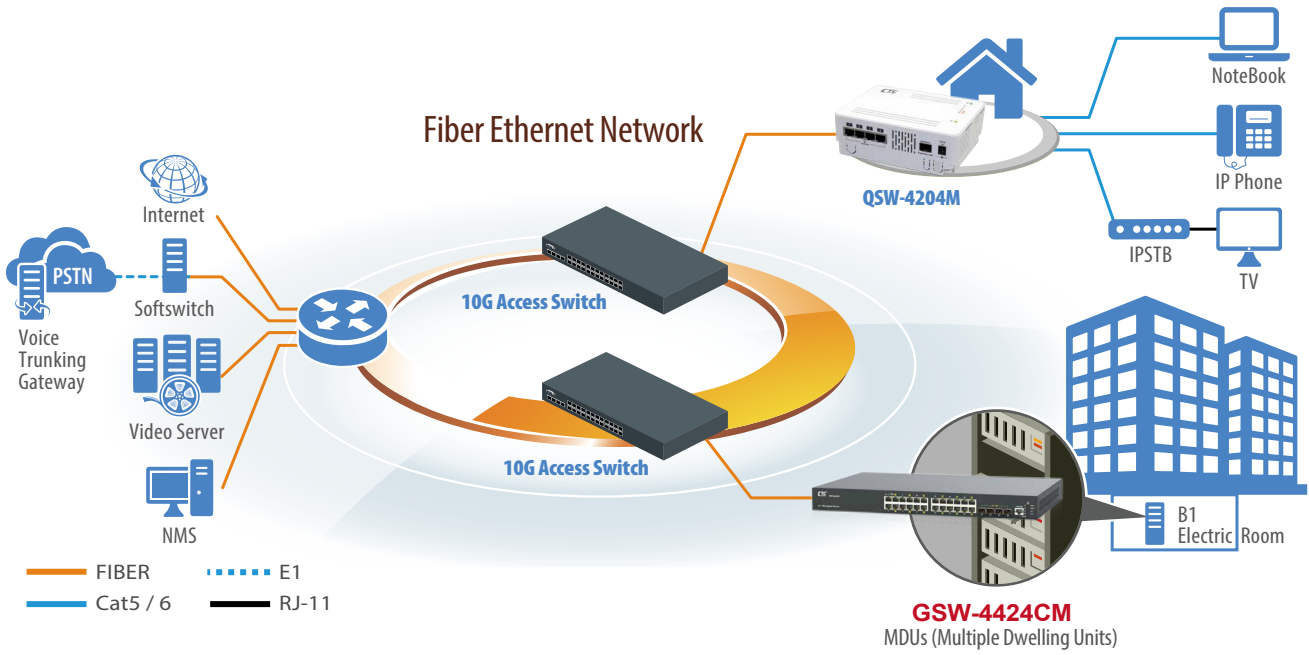 Fiber Ethernet Network
Internet
PSTN
Softswitch
Voice
Trunking
Gateway
Video Server
NMS
10G Access Switch
10G Access Switch
CTS
QSW-4204M
NoteBook
IP Phone
IPSTB
TV
CTS
B1
Electric Room
GSW-4424CM
MDUs (Multiple Dwelling Units)
FIBER
E1
Cat5 / 6
RJ-11